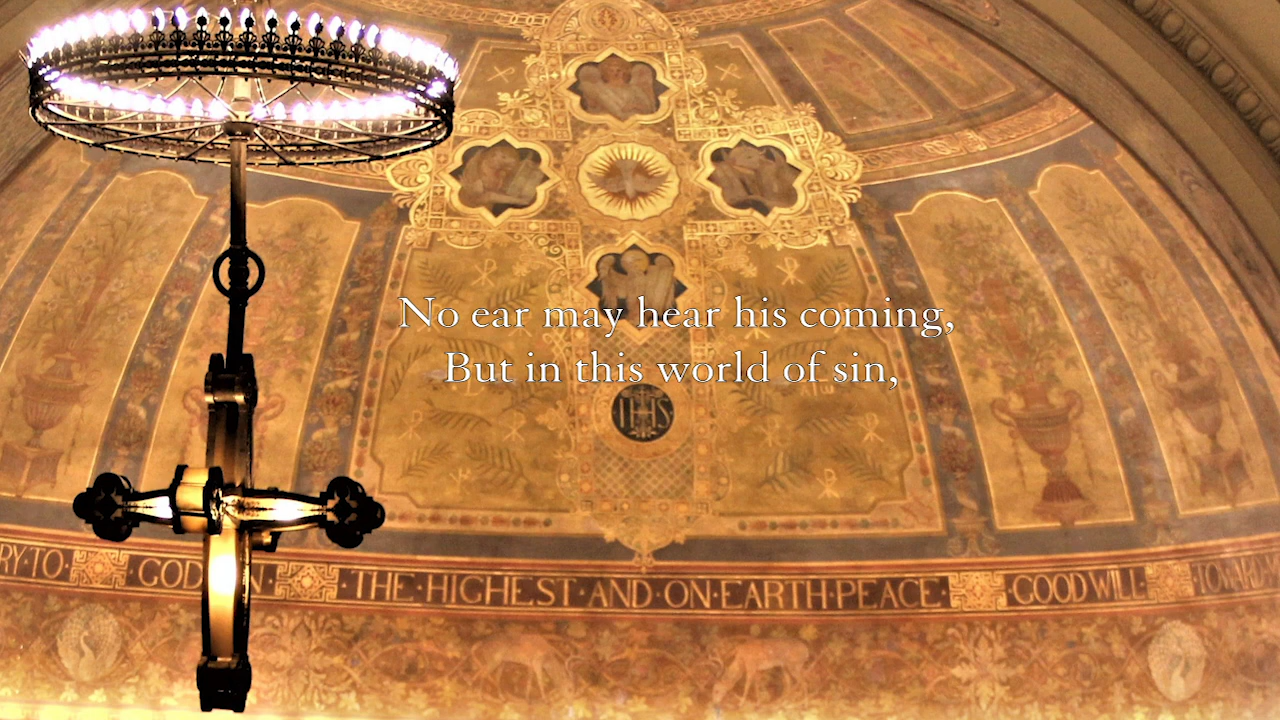 No ear may hear his coming,
But in this world of sin,
IHS
RY·TO· GOD· N ·THE·HIGHEST·AND·ON·EARTH·PEACE· ·GOOD WILL·